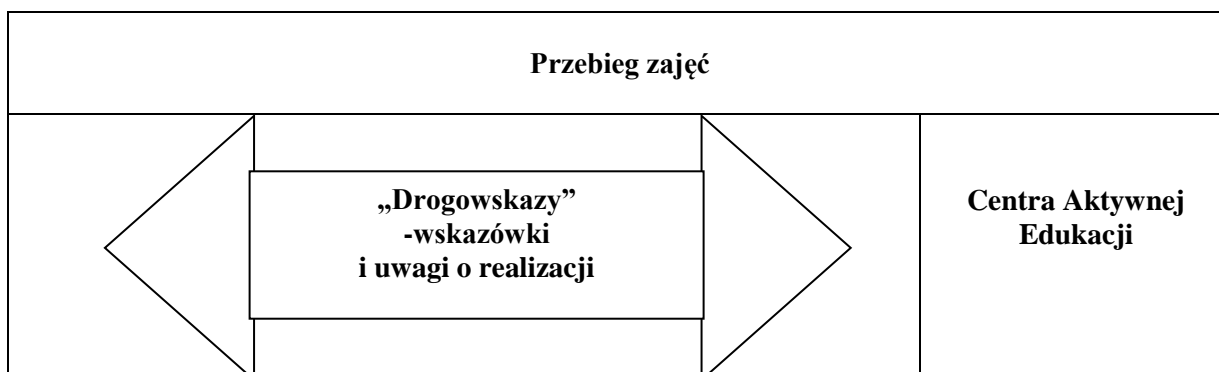 Przebieg zajęć
„Drogowskazy”
-wskazówki
i uwagi o realizacji
Centra Aktywnej
Edukacji